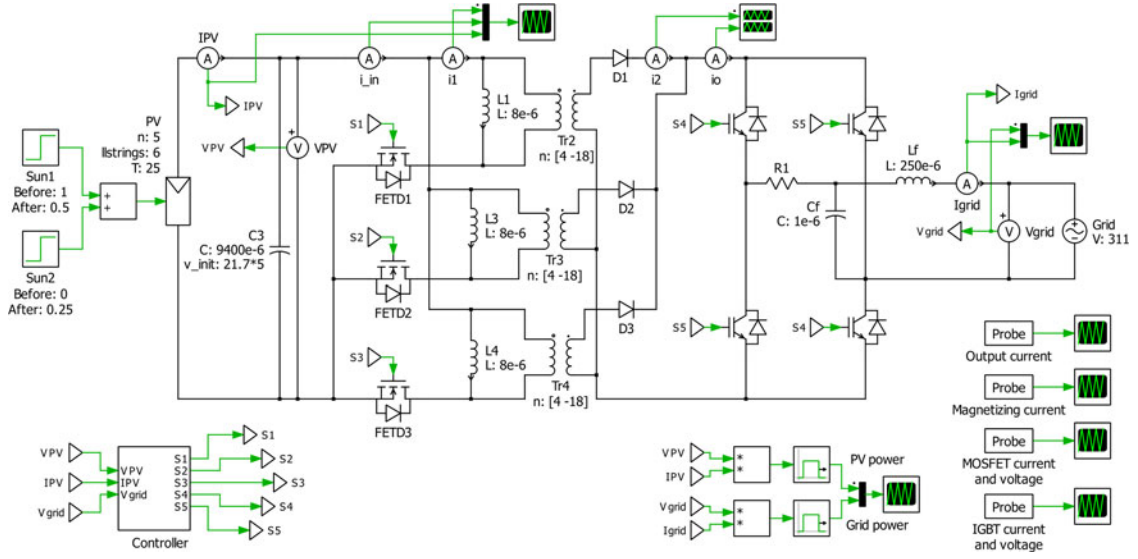 IPV
A
i_in
A
i1
A
IPV
D1
i2
A
io
A
L1
L: 8e-6
Tr2
n: [4 -18]
PV
n: 5
llstrings: 6
T: 25
VPV
V
VPV
S1
FETD1
S4
S5
Igrid
Sun1
Before: 1
After: 0.5
+
+
Sun2
Before: 0
After: 0.25
C3
C: 9400e-6
v_init: 21.7*5
S2
FETD2
L3
L: 8e-6
Tr3
n: [4 -18]
D2
R1
Cf
C: 1e-6
Lf
L: 250e-6
A
Igrid
Vgrid
V
Vgrid
Grid
V: 311
S3
FETD3
L4
L: 8e-6
Tr4
n: [4 -18]
D3
S5
S4
Probe
Output current
Probe
Magnetizing current
Probe
MOSFET current
and voltage
Probe
IGBT current
and voltage
VPV
IPV
Vgrid
VPV
IPV
Vgrid
S1
S2
S3
S4
S5
S1
S2
S3
S4
S5
Controller
VPV
IPV
*
*
PV power
Vgrid
Igrid
*
*
Grid power